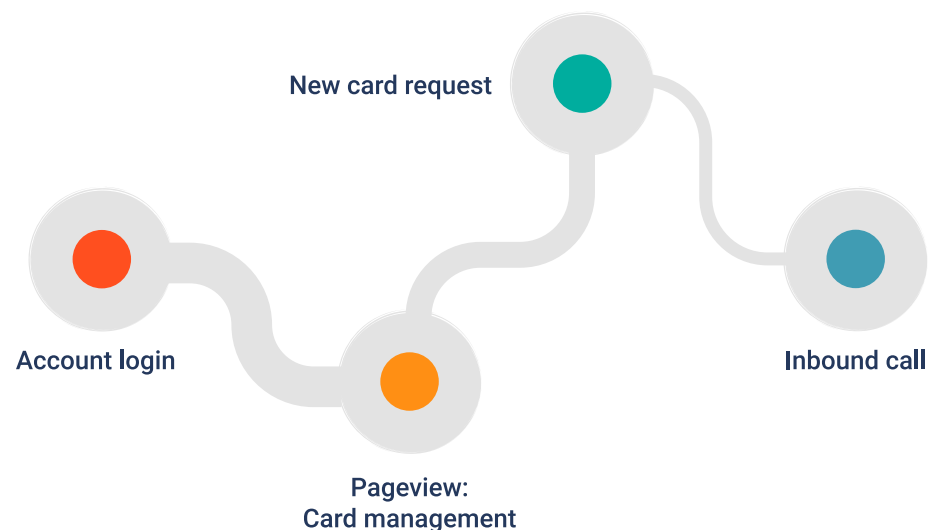 New card request
Account login
Inbound call
Pageview:
Card management